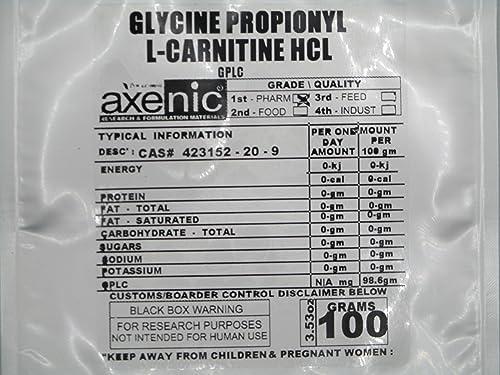 GLYCINE PROPIONYL
L-CARNITINE HCL
GPLC
axenic
RESEARCH & FORMULATION MATERIALS
GRADE / QUALITY
1st - PHARM 3rd - FEED
2nd - FOOD 4th - INDUST
TYPICAL INFORMATION
PER ONE DAY AMOUNT
AMOUNT PER 100 gm
DESC': CAS# 423152 - 20 - 9
ENERGY 0-kj 0-kj
0-cal 0-cal
PROTEIN 0-gm 0-gm
FAT - TOTAL 0-gm 0-gm
FAT - SATURATED 0-gm 0-gm
CARBOHYDRATE - TOTAL 0-gm 0-gm
SUGARS 0-gm 0-gm
SODIUM 0-gm 0-gm
POTASSIUM 0-gm 0-gm
GPLC N/A mg 98.6gm
CUSTOMS/BOARDER CONTROL DISCLAIMER BELOW
BLACK BOX WARNING
FOR RESEARCH PURPOSES
NOT INTENDED FOR HUMAN USE
3.53oz
GRAMS
100
*KEEP AWAY FROM CHILDREN & PREGNANT WOMEN :